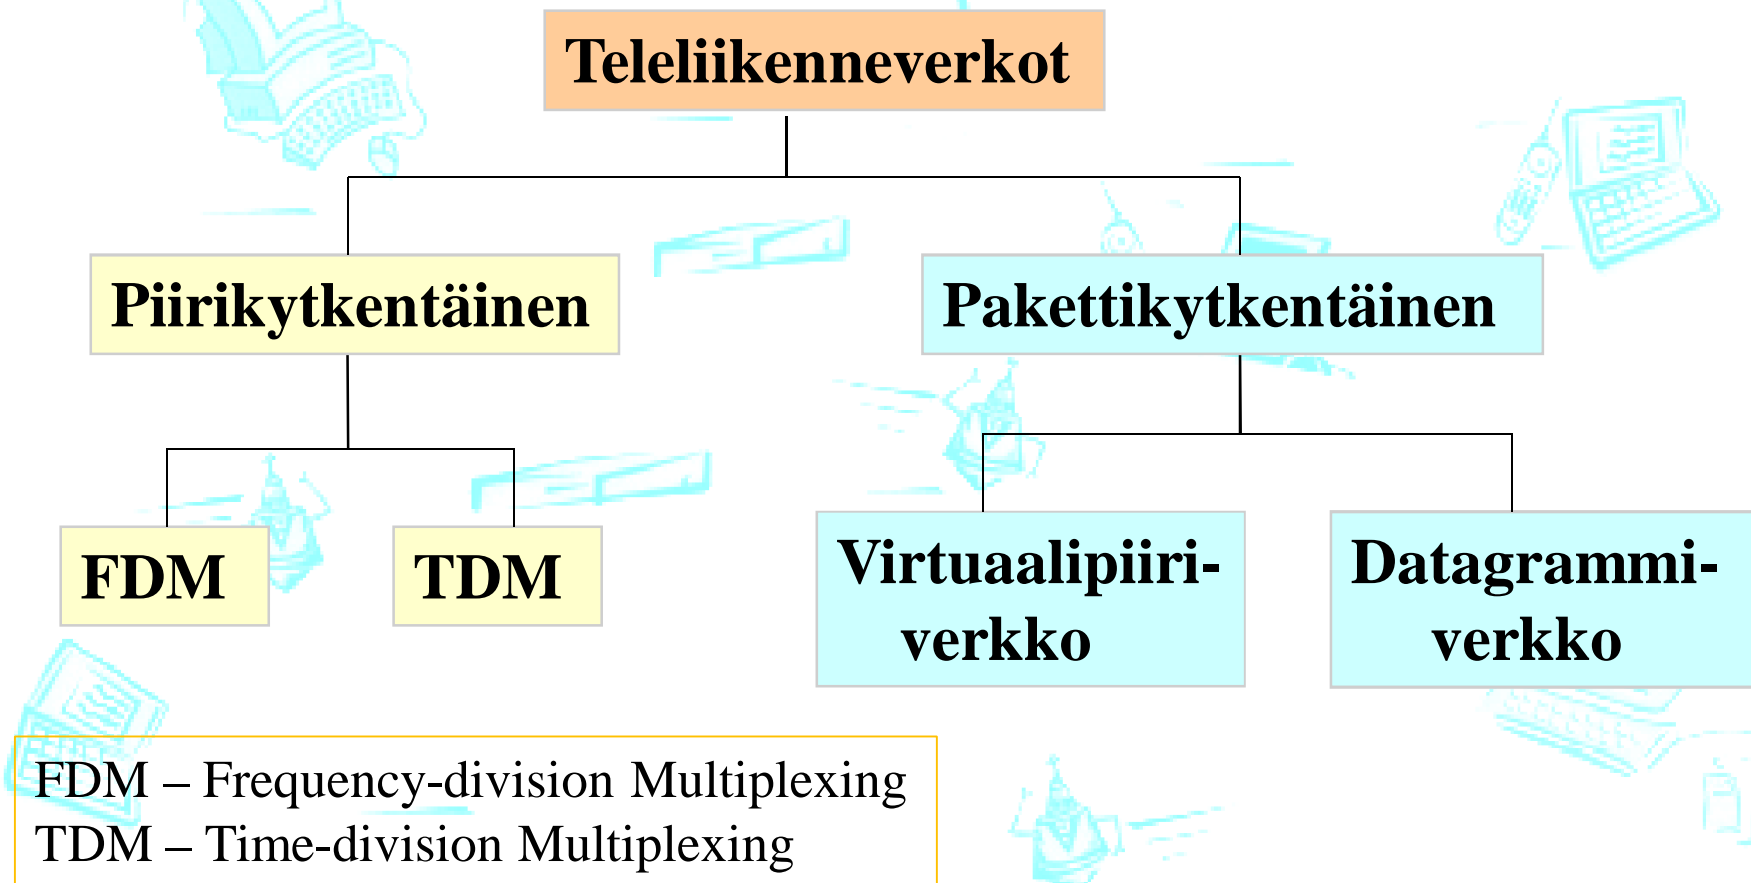 Teleliikenneverkot
Piirikytkentäinen
Pakettikytkentäinen
FDM
TDM
Virtuaalipiiri-
verkko
Datagrammi-
verkko
FDM – Frequency-division Multiplexing
TDM – Time-division Multiplexing